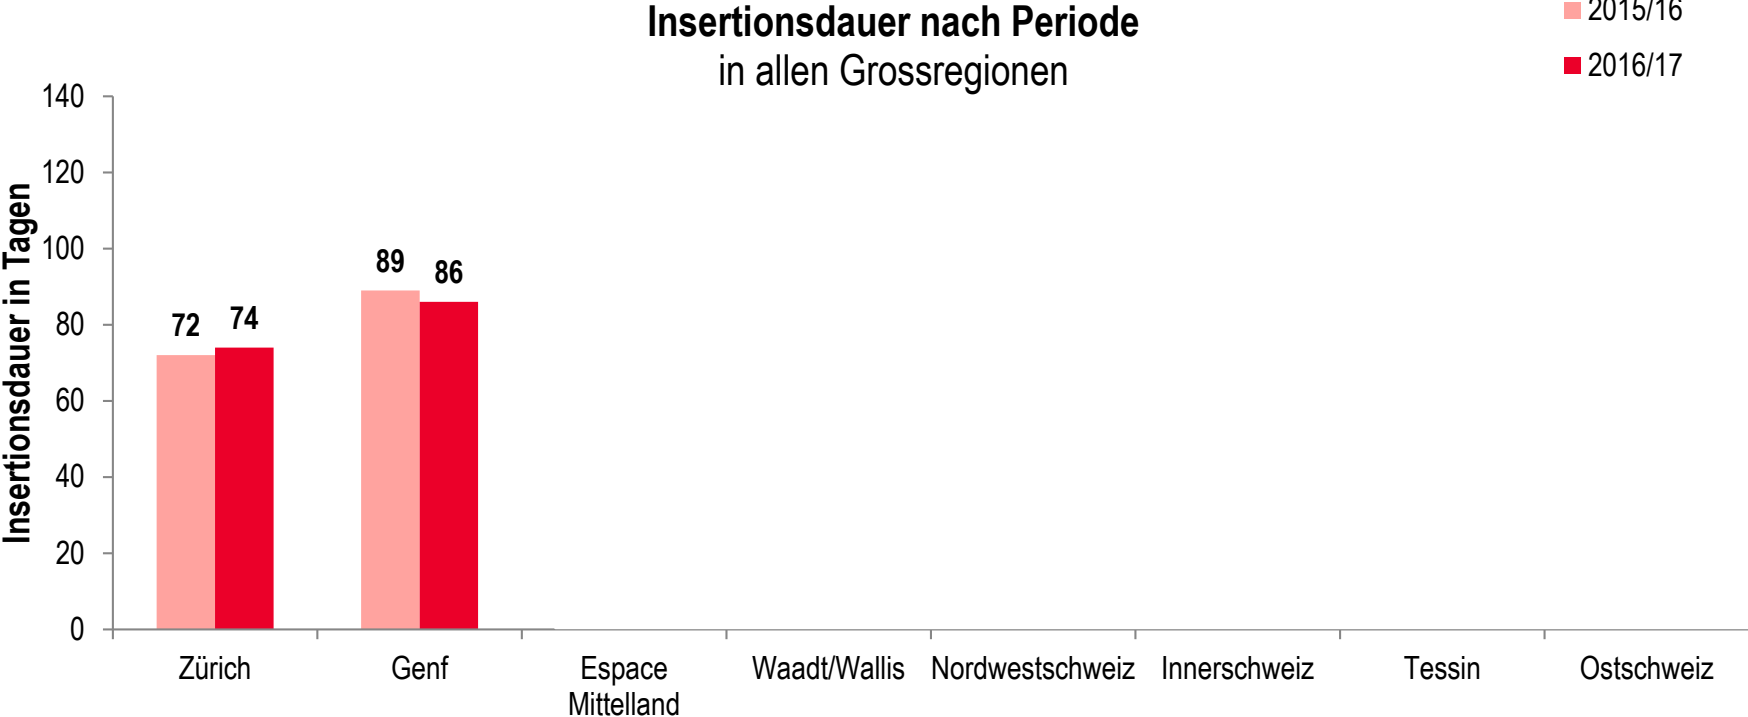 Insertionsdauer nach Periode
in allen Grossregionen
2015/16
2016/17
Insertionsdauer in Tagen
140
120
100
80
60
40
20
0
72
74
89
86
Zürich
Genf
Espace
Mittelland
Waadt/Wallis
Nordwestschweiz
Innerschweiz
Tessin
Ostschweiz